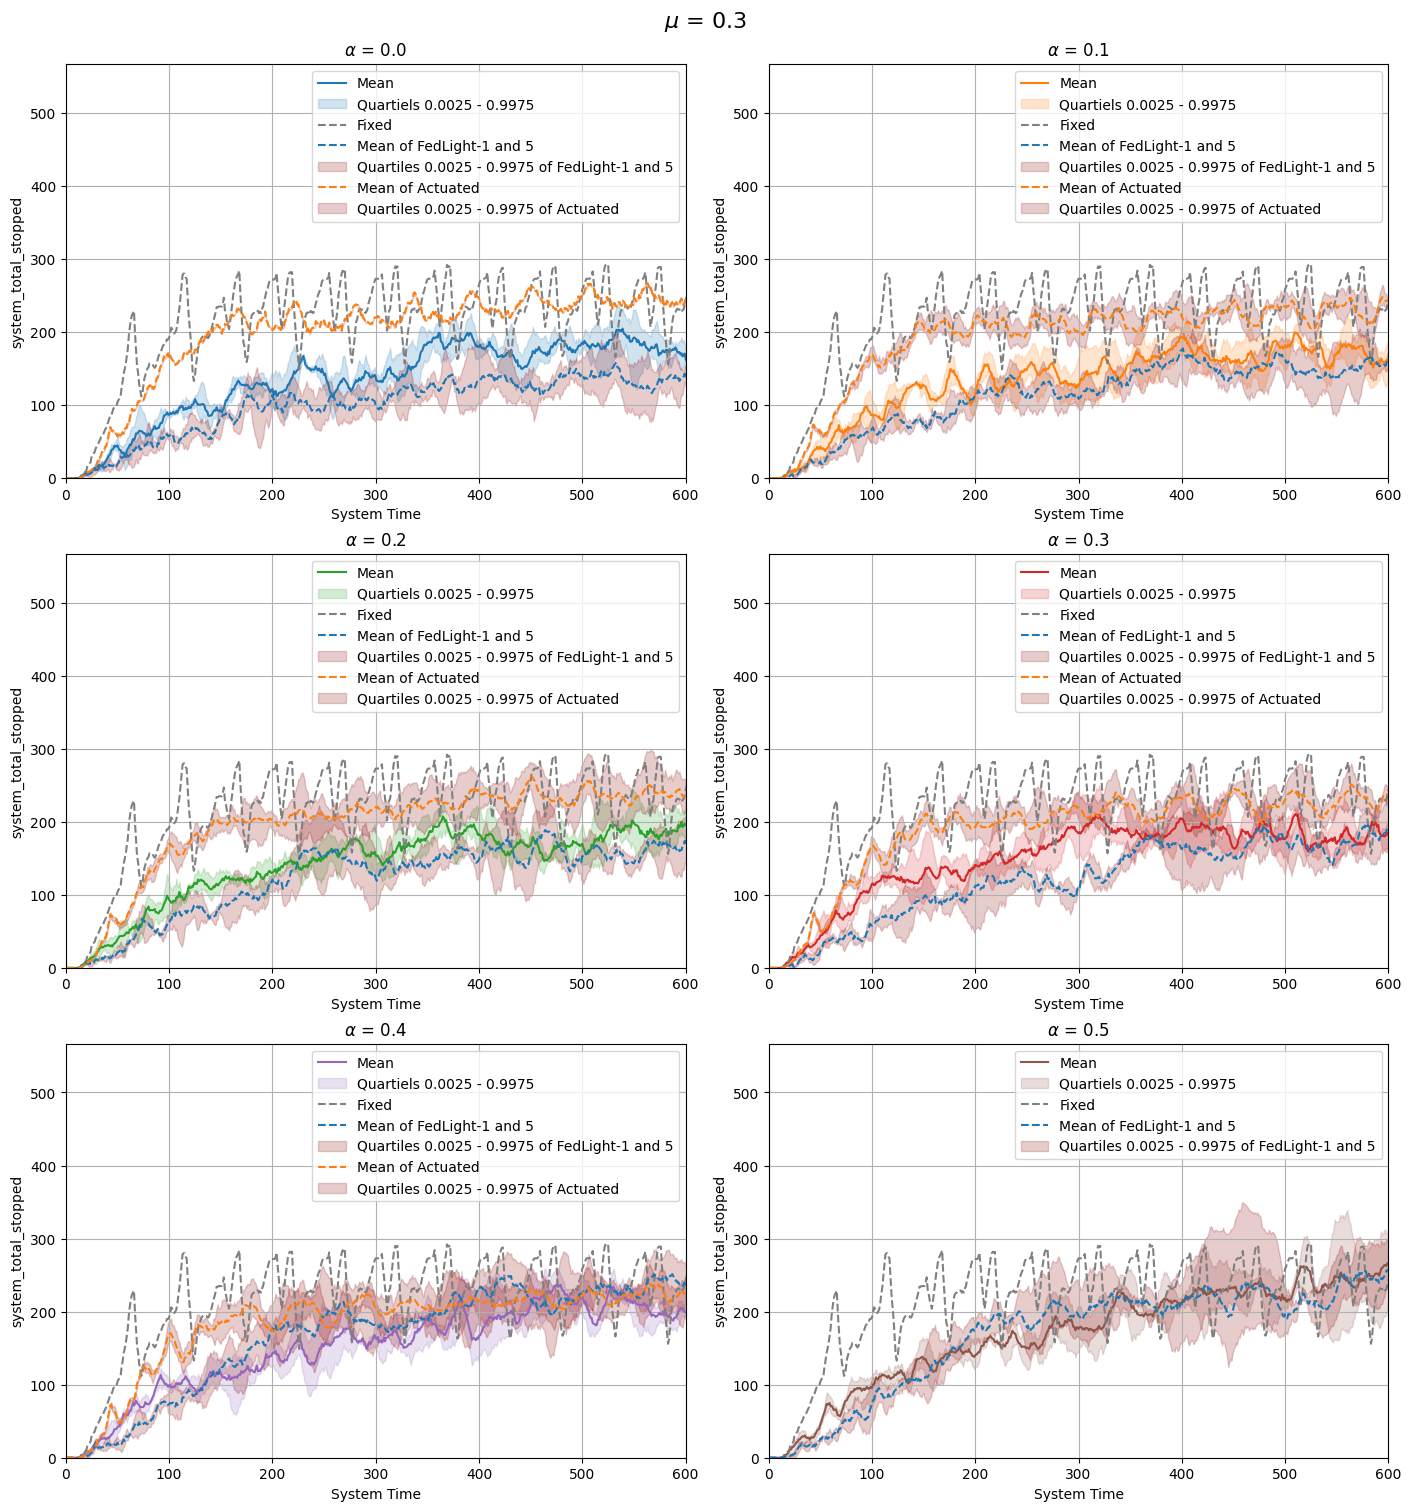 μ = 0.3
α = 0.0
system_total_stopped
500
400
300
200
100
0
Mean
Quartiels 0.0025 - 0.9975
Fixed
Mean of FedLight-1 and 5
Quartiles 0.0025 - 0.9975 of FedLight-1 and 5
Mean of Actuated
Quartiles 0.0025 - 0.9975 of Actuated
0 100 200 300 400 500 600
System Time
α = 0.1
system_total_stopped
500
400
300
200
100
0
Mean
Quartiels 0.0025 - 0.9975
Fixed
Mean of FedLight-1 and 5
Quartiles 0.0025 - 0.9975 of FedLight-1 and 5
Mean of Actuated
Quartiles 0.0025 - 0.9975 of Actuated
0 100 200 300 400 500 600
System Time
α = 0.2
system_total_stopped
500
400
300
200
100
0
Mean
Quartiels 0.0025 - 0.9975
Fixed
Mean of FedLight-1 and 5
Quartiles 0.0025 - 0.9975 of FedLight-1 and 5
Mean of Actuated
Quartiles 0.0025 - 0.9975 of Actuated
0 100 200 300 400 500 600
System Time
α = 0.3
system_total_stopped
500
400
300
200
100
0
Mean
Quartiels 0.0025 - 0.9975
Fixed
Mean of FedLight-1 and 5
Quartiles 0.0025 - 0.9975 of FedLight-1 and 5
Mean of Actuated
Quartiles 0.0025 - 0.9975 of Actuated
0 100 200 300 400 500 600
System Time
α = 0.4
system_total_stopped
500
400
300
200
100
0
Mean
Quartiels 0.0025 - 0.9975
Fixed
Mean of FedLight-1 and 5
Quartiles 0.0025 - 0.9975 of FedLight-1 and 5
Mean of Actuated
Quartiles 0.0025 - 0.9975 of Actuated
0 100 200 300 400 500 600
System Time
α = 0.5
system_total_stopped
500
400
300
200
100
0
Mean
Quartiels 0.0025 - 0.9975
Fixed
Mean of FedLight-1 and 5
Quartiles 0.0025 - 0.9975 of FedLight-1 and 5
0 100 200 300 400 500 600
System Time